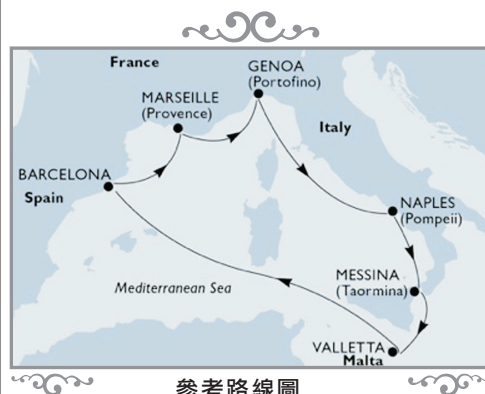 France
GENOA
(Portofino)
MARSEILLE
(Provence)
Italy
BARCELONA
Spain
NAPLES
(Pompeii)
MESSINA
(Taormina)
Mediterranean Sea
VALLETTA
Malta
參考路線圖